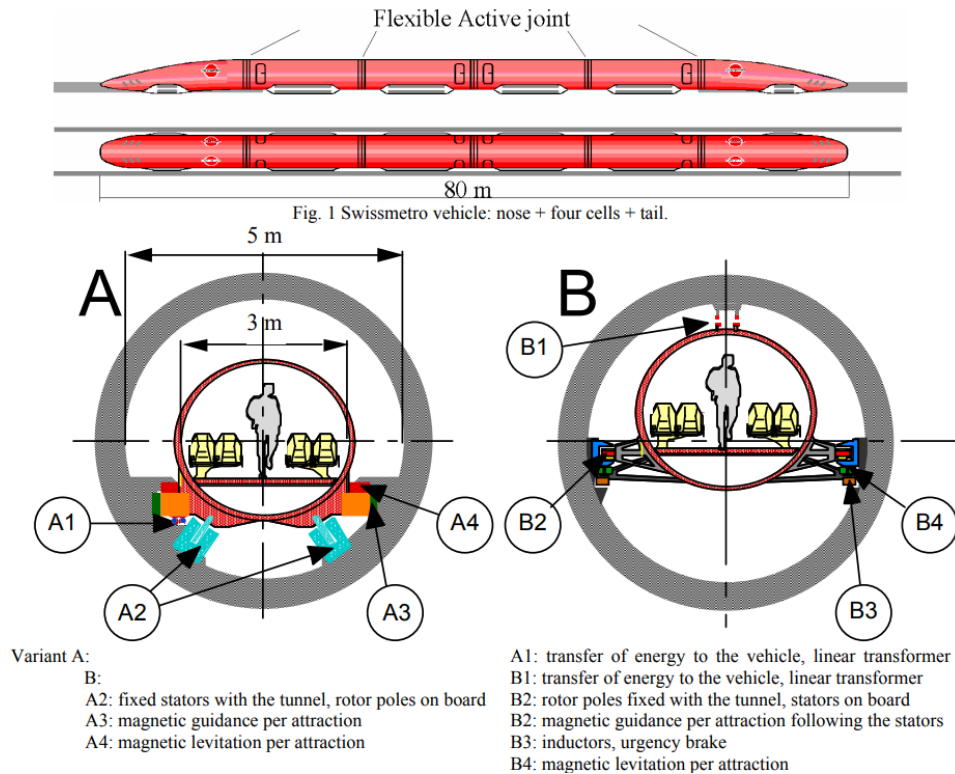 Flexible Active joint
80 m
Fig. 1 Swissmetro vehicle: nose + four cells + tail.
5 m
A
3 m
A1
A2
A3
A4
B
B1
B2
B3
B4
Variant A:
B:
A2: fixed stators with the tunnel, rotor poles on board
A3: magnetic guidance per attraction
A4: magnetic levitation per attraction
A1: transfer of energy to the vehicle, linear transformer
B1: transfer of energy to the vehicle, linear transformer
B2: rotor poles fixed with the tunnel, stators on board
B2: magnetic guidance per attraction following the stators
B3: inductors, urgency brake
B4: magnetic levitation per attraction